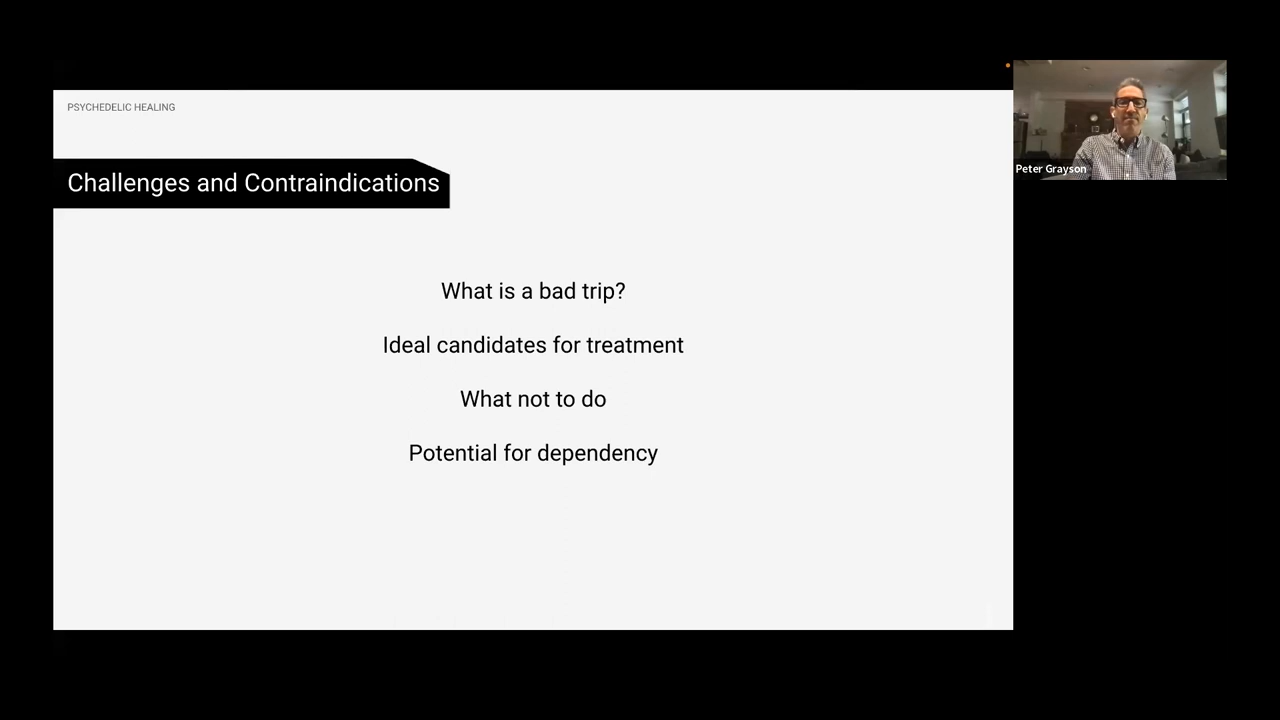 PSYCHEDELIC HEALING
Challenges and Contraindications
What is a bad trip?
Ideal candidates for treatment
What not to do
Potential for dependency
Peter Grayson